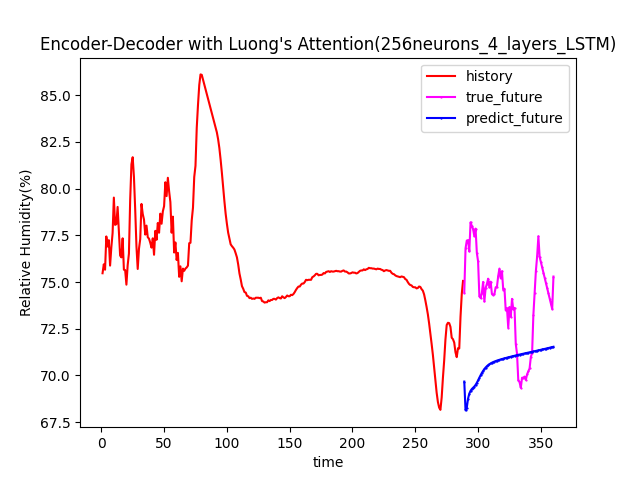 Encoder-Decoder with Luong's Attention(256neurons_4_layers_LSTM)
history
true_future
predict_future
Relative Humidity(%)
85.0
82.5
80.0
77.5
75.0
72.5
70.0
67.5
0 50 100 150 200 250 300 350
time